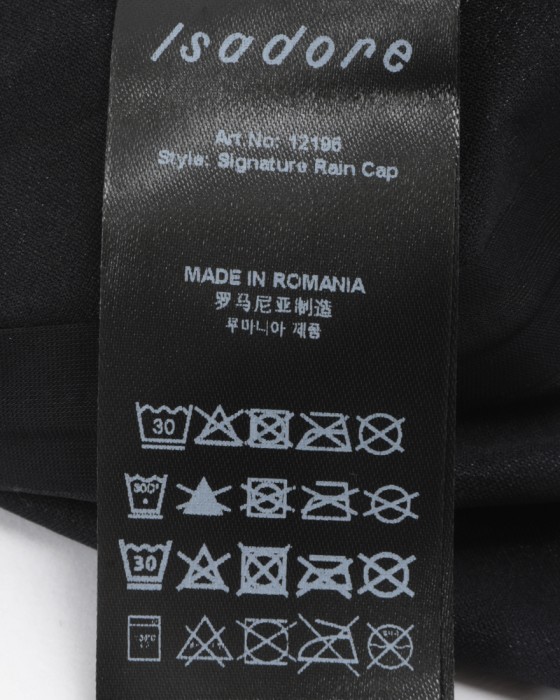 Isadore
Art.No: 12196
Style: Signature Rain Cap
MADE IN ROMANIA
罗马尼亚制造
루마니아 제품
30
30